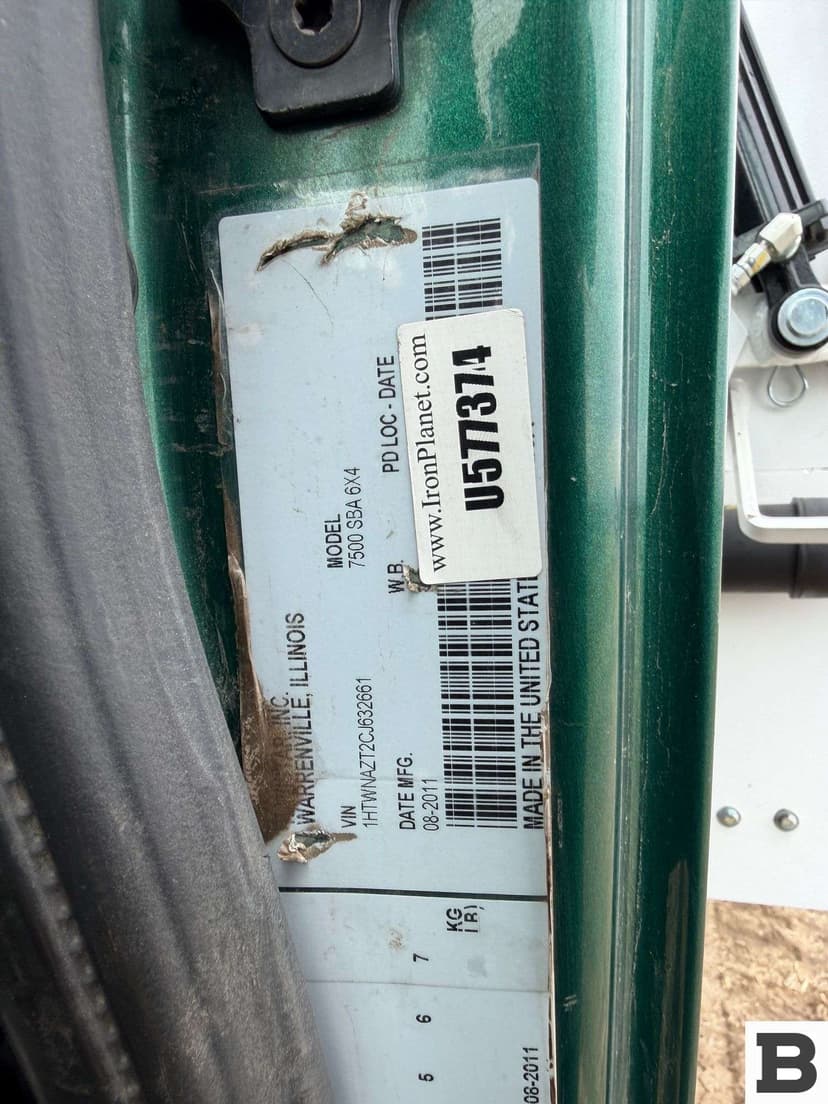 WARRENVILLE, ILLINOIS
VIN
1HTWNAZT2CJ632661
MODEL
7500 SBA 6X4
DATE MFG.
08-2011
W.B.
PD LOC - DATE
MADE IN THE UNITED STAT
www.IronPlanet.com
U577374
KG
5 6 7
08-2011
B